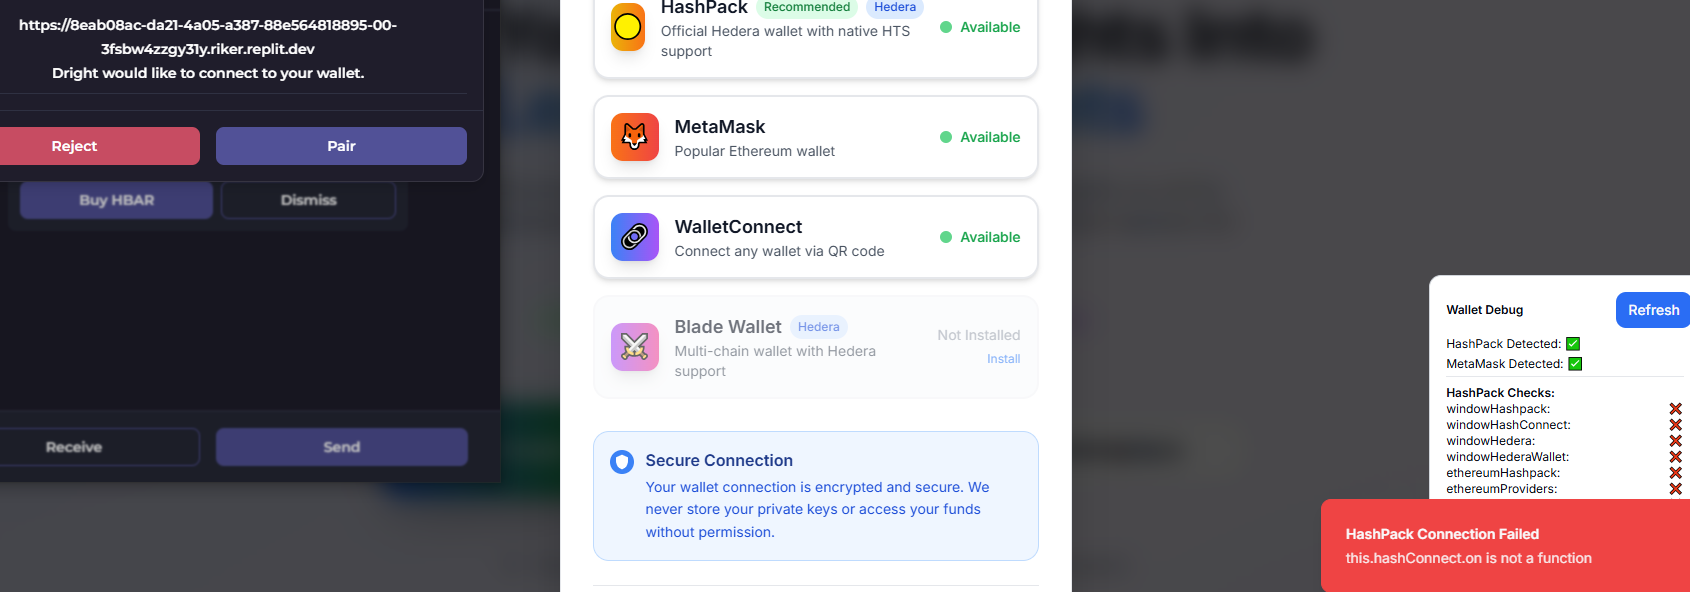 https://8eab08ac-da21-4a05-a387-88e564818895-00-
3fsbw4zzgy31y.riker.replit.dev
Dright would like to connect to your wallet.
Reject
Pair
Buy HBAR
Dismiss
Receive
Send
HashPack
Recommended
Hedera
Official Hedera wallet with native HTS
support
Available
MetaMask
Popular Ethereum wallet
Available
WalletConnect
Connect any wallet via QR code
Available
Blade Wallet
Hedera
Multi-chain wallet with Hedera
support
Not Installed
Install
Secure Connection
Your wallet connection is encrypted and secure. We
never store your private keys or access your funds
without permission.
Wallet Debug
Refresh
HashPack Detected: ✅
MetaMask Detected: ✅
HashPack Checks:
windowHashpack: ❌
windowHashConnect: ❌
windowHedera: ❌
windowHederaWallet: ❌
ethereumHashpack: ❌
ethereumProviders: ❌
HashPack Connection Failed
this.hashConnect.on is not a function